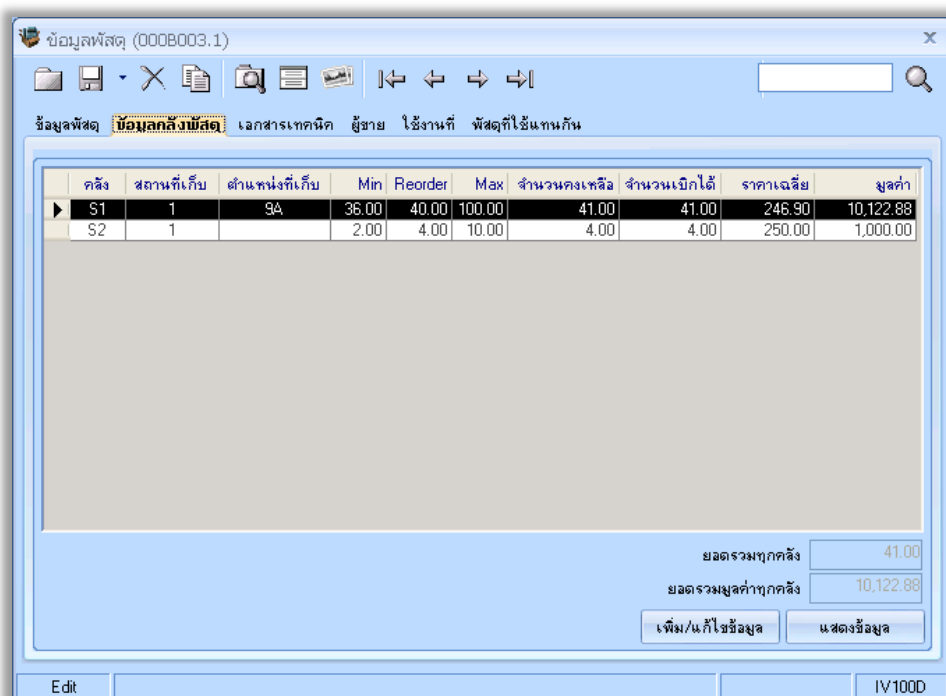 ข้อมูลพัสดุ (000B003.1)
ข้อมูลพัสดุ ข้อมูลคลังพัสดุ เอกสารเทคนิค ผู้ขาย ใช้งานที่ พัสดุที่ใช้แทนกัน
คลัง สถานที่เก็บ ตำแหน่งที่เก็บ Min Reorder Max จำนวนคงเหลือ จำนวนเบิกได้ ราคาเฉลี่ย มูลค่า
S1 1 9A 36.00 40.00 100.00 41.00 41.00 246.90 10,122.88
S2 1 2.00 4.00 10.00 4.00 4.00 250.00 1,000.00
ยอดรวมทุกคลัง 41.00
ยอดรวมมูลค่าทุกคลัง 10,122.88
เพิ่ม/แก้ไขข้อมูล แสดงข้อมูล
Edit IV100D